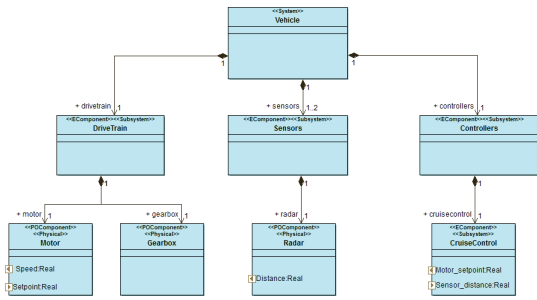 <<System>>
Vehicle
1 1 1
+ drivetrain 1
+ sensors 1..2
+ controllers 1
<<EComponent>><<Subsystem>>
DriveTrain
<<EComponent>><<Subsystem>>
Sensors
<<EComponent>><<Subsystem>>
Controllers
1 1 1
+ motor 1
+ gearbox 1
+ radar 1
+ cruisecontrol 1
<<POComponent>>
<<Physical>>
Motor
Speed:Real
Setpoint:Real
<<POComponent>>
<<Physical>>
Gearbox
<<POComponent>>
<<Physical>>
Radar
Distance:Real
<<EComponent>>
<<Subsystem>>
CruiseControl
Motor_setpoint:Real
Sensor_distance:Real